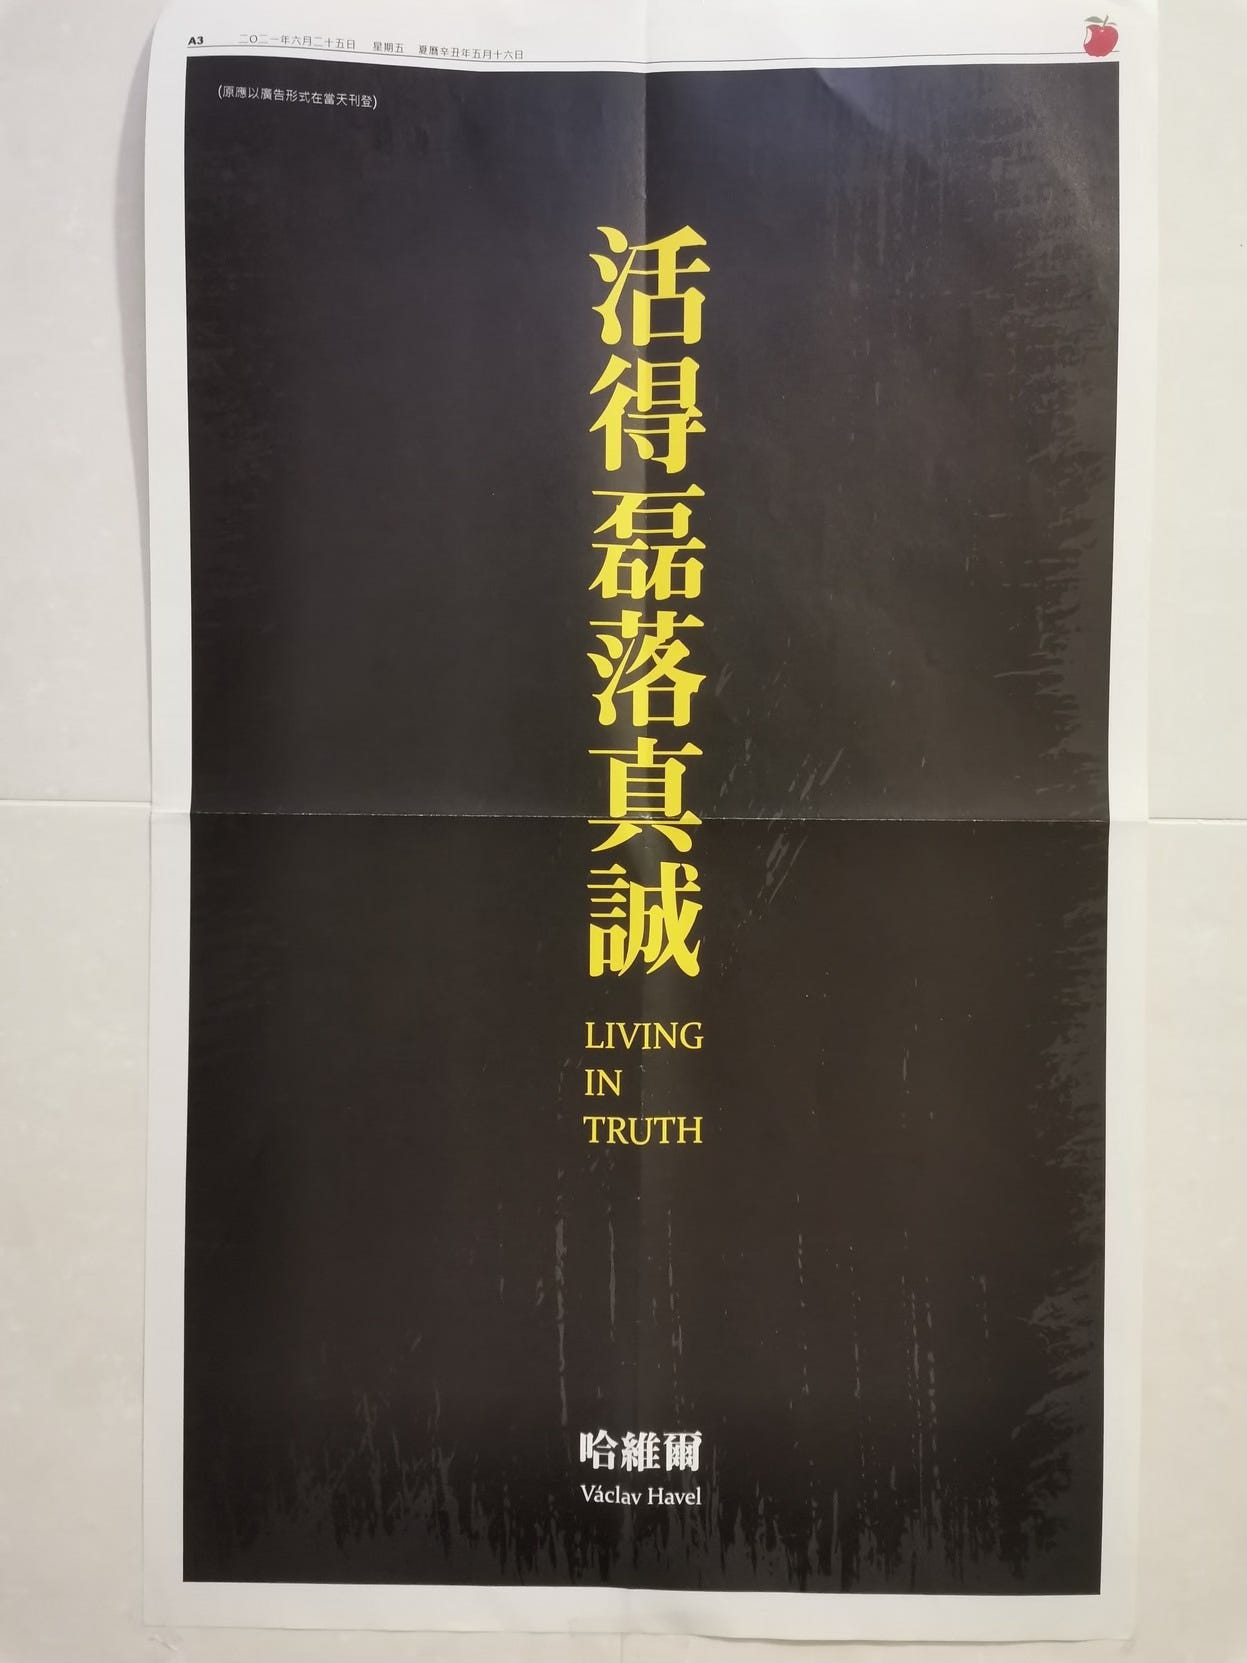 A3 二〇二一年六月二十五日 星期五 夏曆辛丑年五月十六日
(原應以廣告形式在當天刊登)
活得磊落真誠
LIVING
IN
TRUTH
哈維爾
Václav Havel